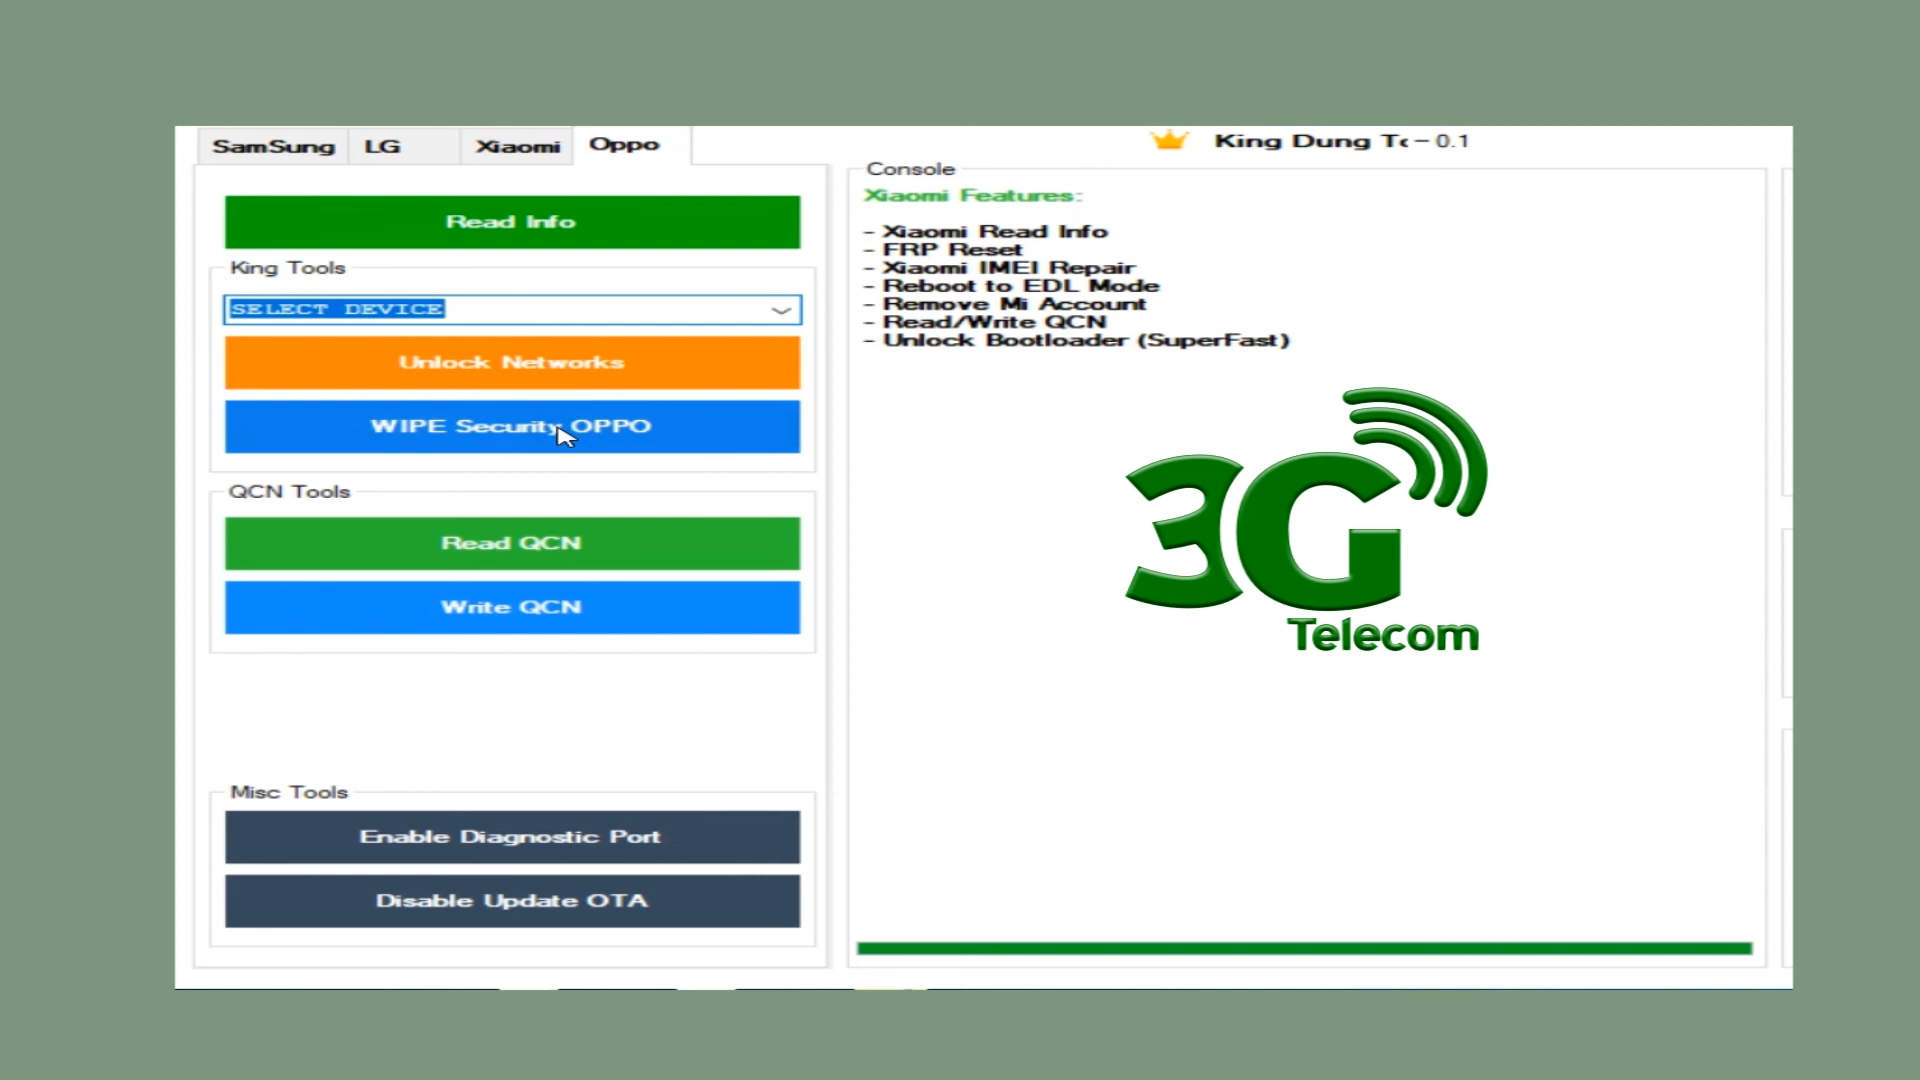 SamSung LG Xiaomi Oppo
King Dung - 0.1
Read Info
King Tools
SELECT DEVICE
Unlock Networks
WIPE Security OPPO
QCN Tools
Read QCN
Write QCN
Misc Tools
Enable Diagnostic Port
Disable Update OTA
Console
Xiaomi Features:
- Xiaomi Read Info
- FRP Reset
- Xiaomi IMEI Repair
- Reboot to EDL Mode
- Remove Mi Account
- Read/Write QCN
- Unlock Bootloader (SuperFast)
3G
Telecom